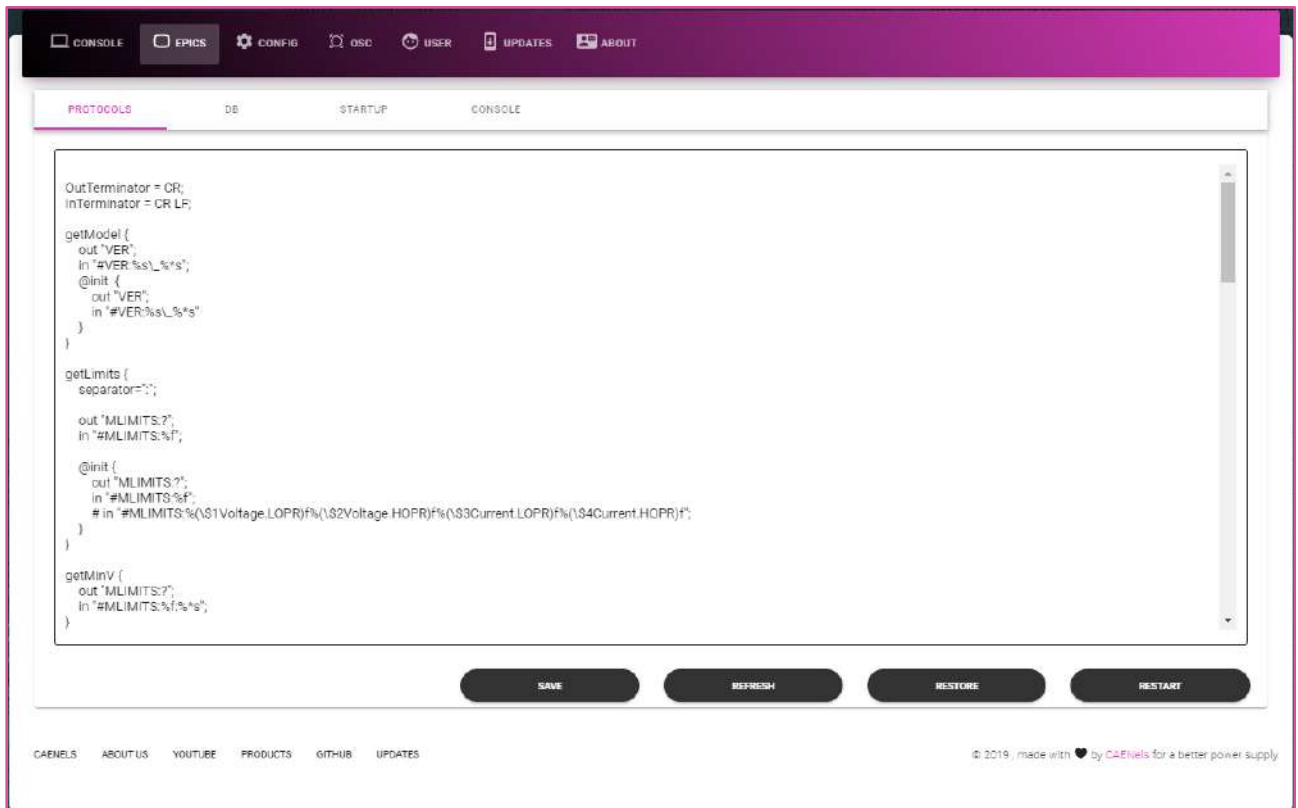 CONSOLE EPICS CONFIG OSC USER UPDATES ABOUT
PROTOCOLS DB STARTUP CONSOLE
OutTerminator = CR;
InTerminator = CR LF;
getModel {
out "VER";
in "#VER:%s\_%*s";
@init {
out "VER";
in "#VER:%s\_%*s"
}
}
getLimits {
separator=":";
out "MLIMITS:?";
in "#MLIMITS:%f";
@init {
out "MLIMITS:?";
in "#MLIMITS:%f";
# in "#MLIMITS:%(\$1Voltage.LOPR)f%(\$2Voltage.HOPR)f%(\$3Current.LOPR)f%(\$4Current.HOPR)f";
}
}
getMinV {
out "MLIMITS:?";
in "#MLIMITS:%f:%*s";
}
SAVE REFRESH RESTORE RESTART
CAENELS ABOUT US YOUTUBE PRODUCTS GITHUB UPDATES
© 2019 , made with ♥ by CAENels for a better power supply